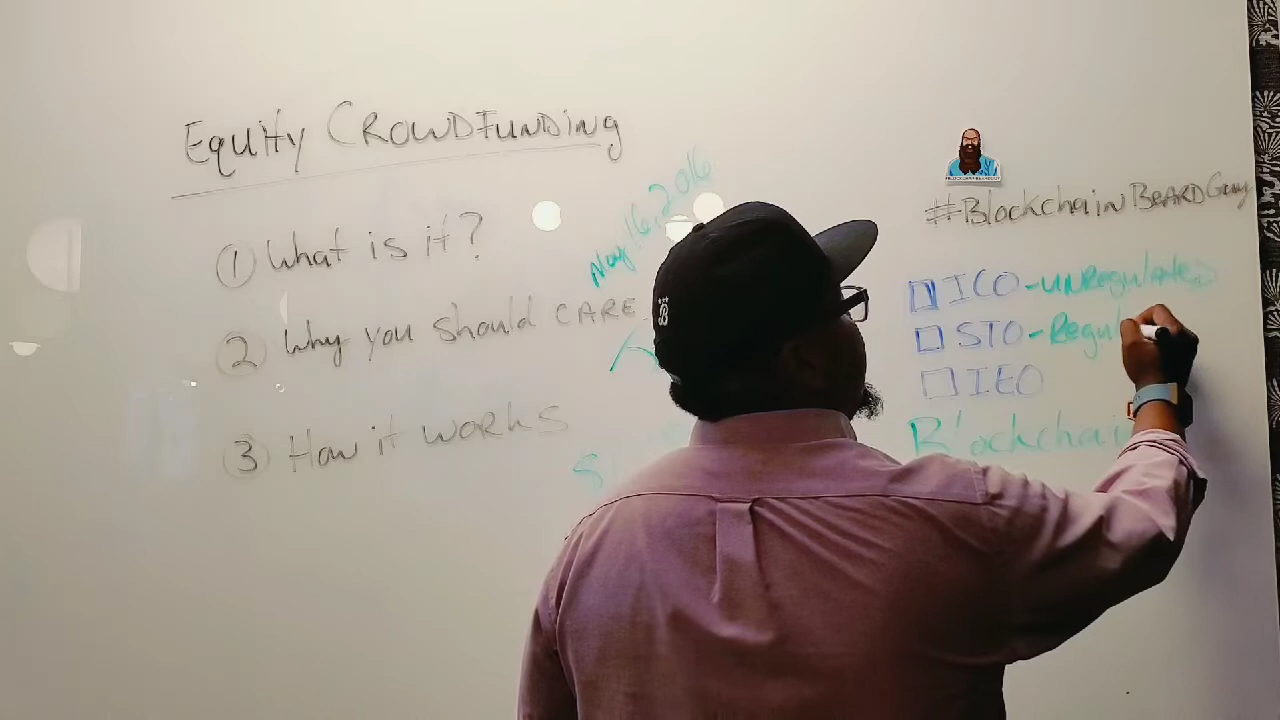 Equity CROWDFunDing
① What is it?
② Why you should CARE
③ How it works
May 16, 2016
#BlockchainBEARDGuy
ICO - unRegulated
STO - Regul
IEO
Blockchai